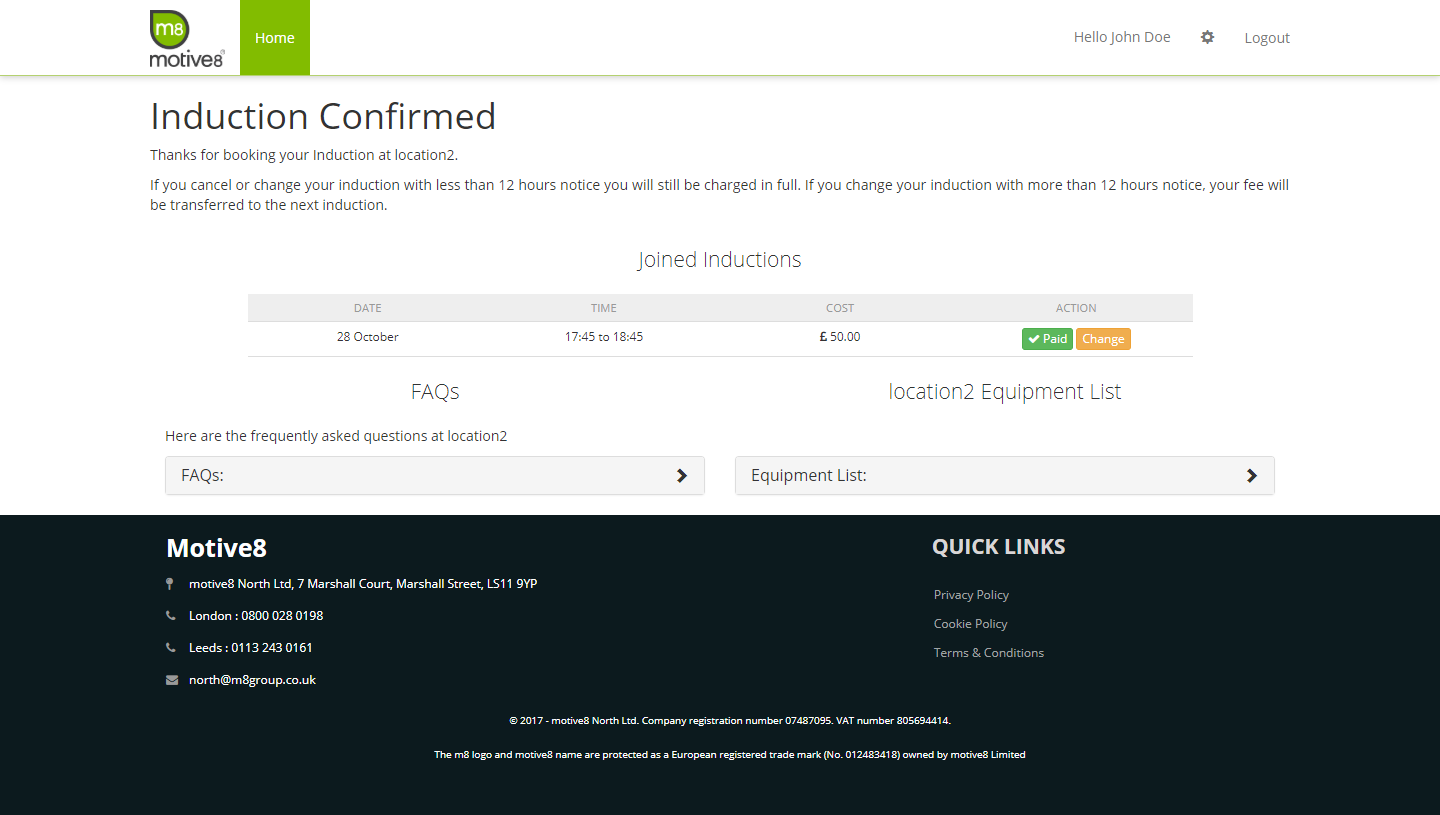 m8
motive8
Home
Hello John Doe
Logout
Induction Confirmed
Thanks for booking your Induction at location2.
If you cancel or change your induction with less than 12 hours notice you will still be charged in full. If you change your induction with more than 12 hours notice, your fee will
be transferred to the next induction.
Joined Inductions
DATE TIME COST ACTION
28 October 17:45 to 18:45 £ 50.00 Paid Change
FAQs
location2 Equipment List
Here are the frequently asked questions at location2
FAQs:
Equipment List:
Motive8
motive8 North Ltd, 7 Marshall Court, Marshall Street, LS11 9YP
London : 0800 028 0198
Leeds : 0113 243 0161
north@m8group.co.uk
QUICK LINKS
Privacy Policy
Cookie Policy
Terms & Conditions
© 2017 - motive8 North Ltd. Company registration number 07487095. VAT number 805694414.
The m8 logo and motive8 name are protected as a European registered trade mark (No. 012483418) owned by motive8 Limited